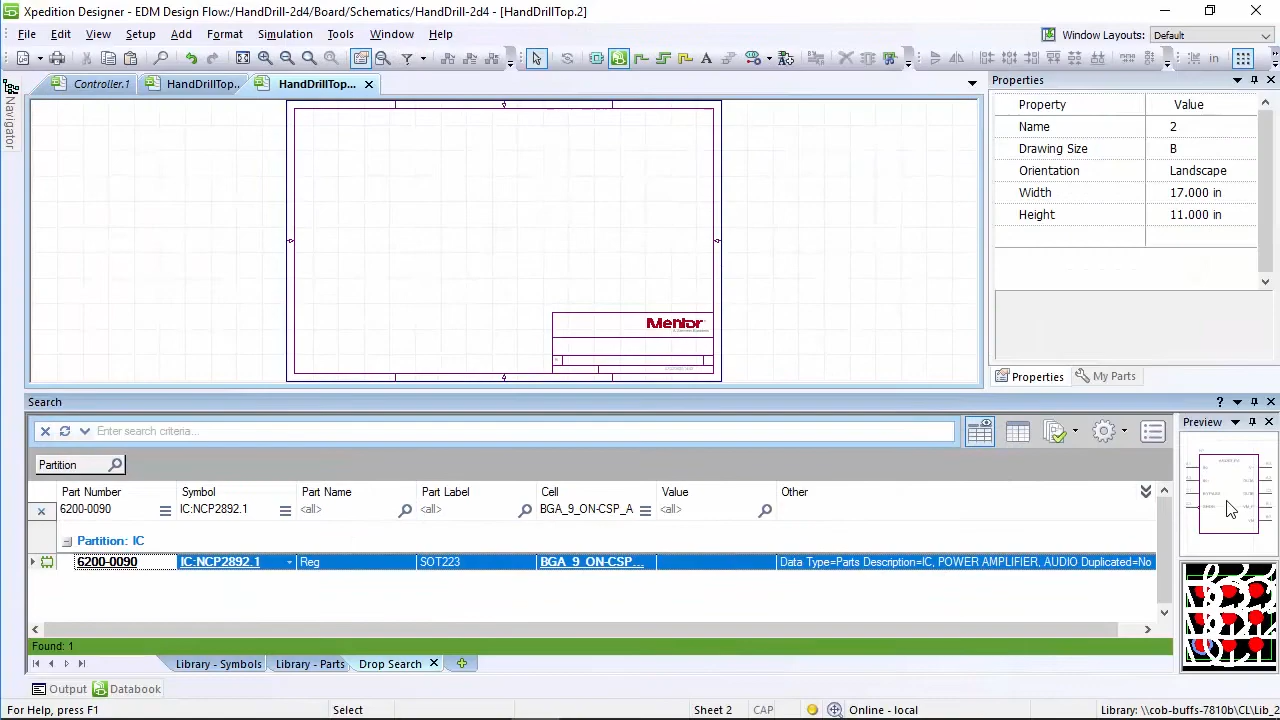 Xpedition Designer - EDM Design Flow:/HandDrill-2d4/Board/Schematics/HandDrill-2d4 - [HandDrillTop.2]
File Edit View Setup Add Format Simulation Tools Window Help
Window Layouts: Default
Controller.1 HandDrillTop. HandDrillTop...
Navigator
Mentor
Properties
Property Value
Name 2
Drawing Size B
Orientation Landscape
Width 17.000 in
Height 11.000 in
Properties My Parts
Search
Enter search criteria...
Preview
Partition
Part Number Symbol Part Name Part Label Cell Value Other
6200-0090 IC:NCP2892.1 <all> <all> BGA_9_ON-CSP_A <all>
Partition: IC
6200-0090 IC:NCP2892.1 Reg SOT223 BGA_9_ON-CSP... Data Type=Parts Description=IC, POWER AMPLIFIER, AUDIO Duplicated=No
Found: 1
Library - Symbols Library - Parts Drop Search
Output Databook
For Help, press F1 Select Sheet 2 CAP Online - local Library: \\cob-buffs-7810b\CL\Lib_2